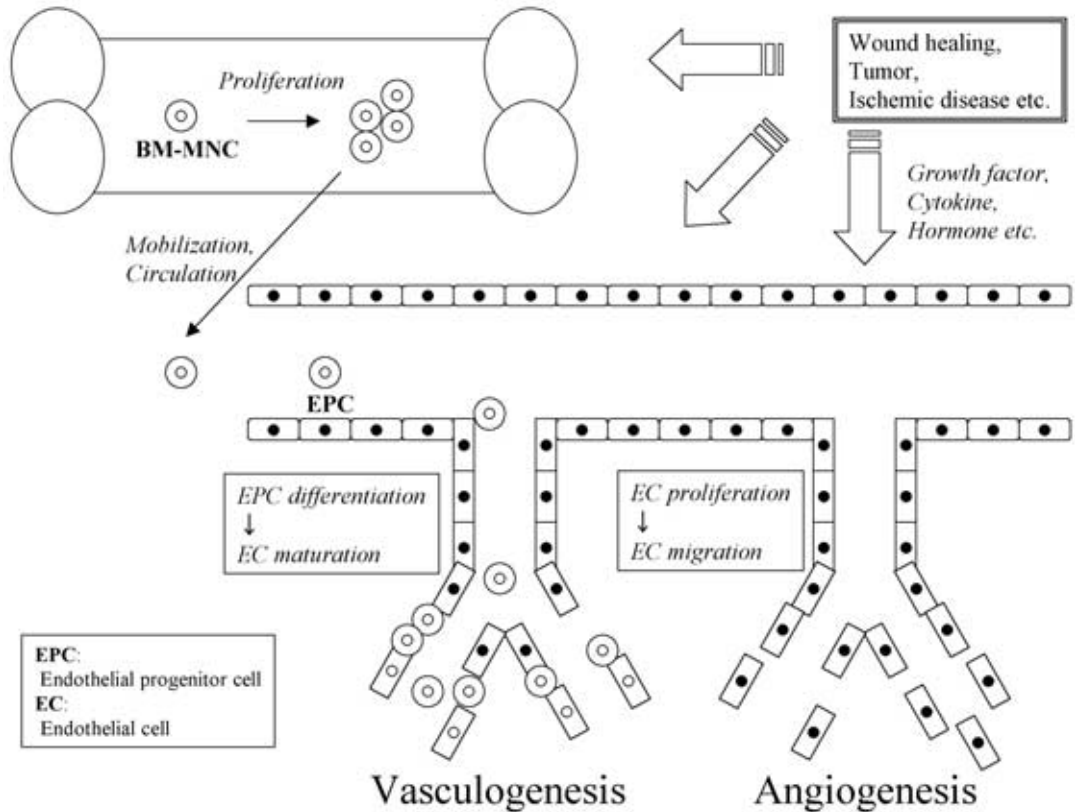 Wound healing,
Tumor,
Ischemic disease etc.
Proliferation
BM-MNC
Growth factor,
Cytokine,
Hormone etc.
Mobilization,
Circulation
EPC
EPC differentiation
↓
EC maturation
EC proliferation
↓
EC migration
EPC:
Endothelial progenitor cell
EC:
Endothelial cell
Vasculogenesis
Angiogenesis